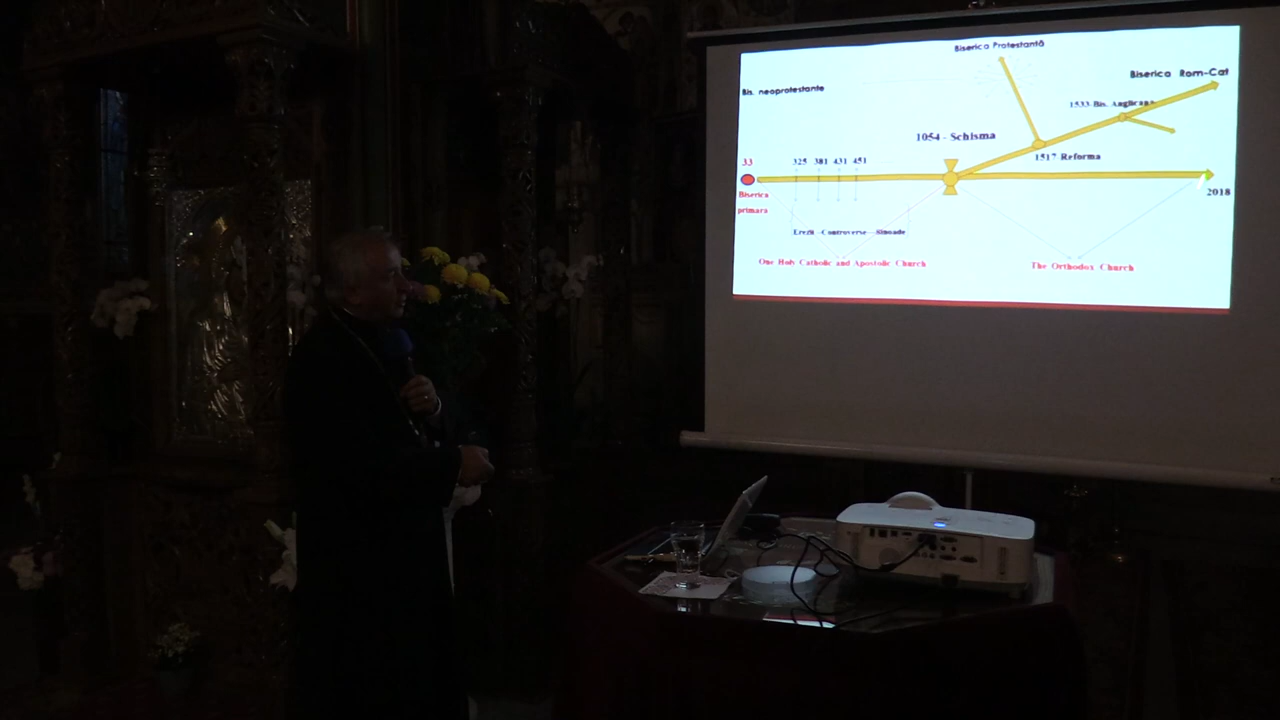 Biserica Protestantă
Biserica Rom-Cat
Bis. neoprotestante
1533 Bis. Anglicana
1054 - Schisma
1517 Reforma
33
325 381 431 451
Biserica
primara
2018
Erezii - Controverse - Sinoade
One Holy Catholic and Apostolic Church
The Orthodox Church